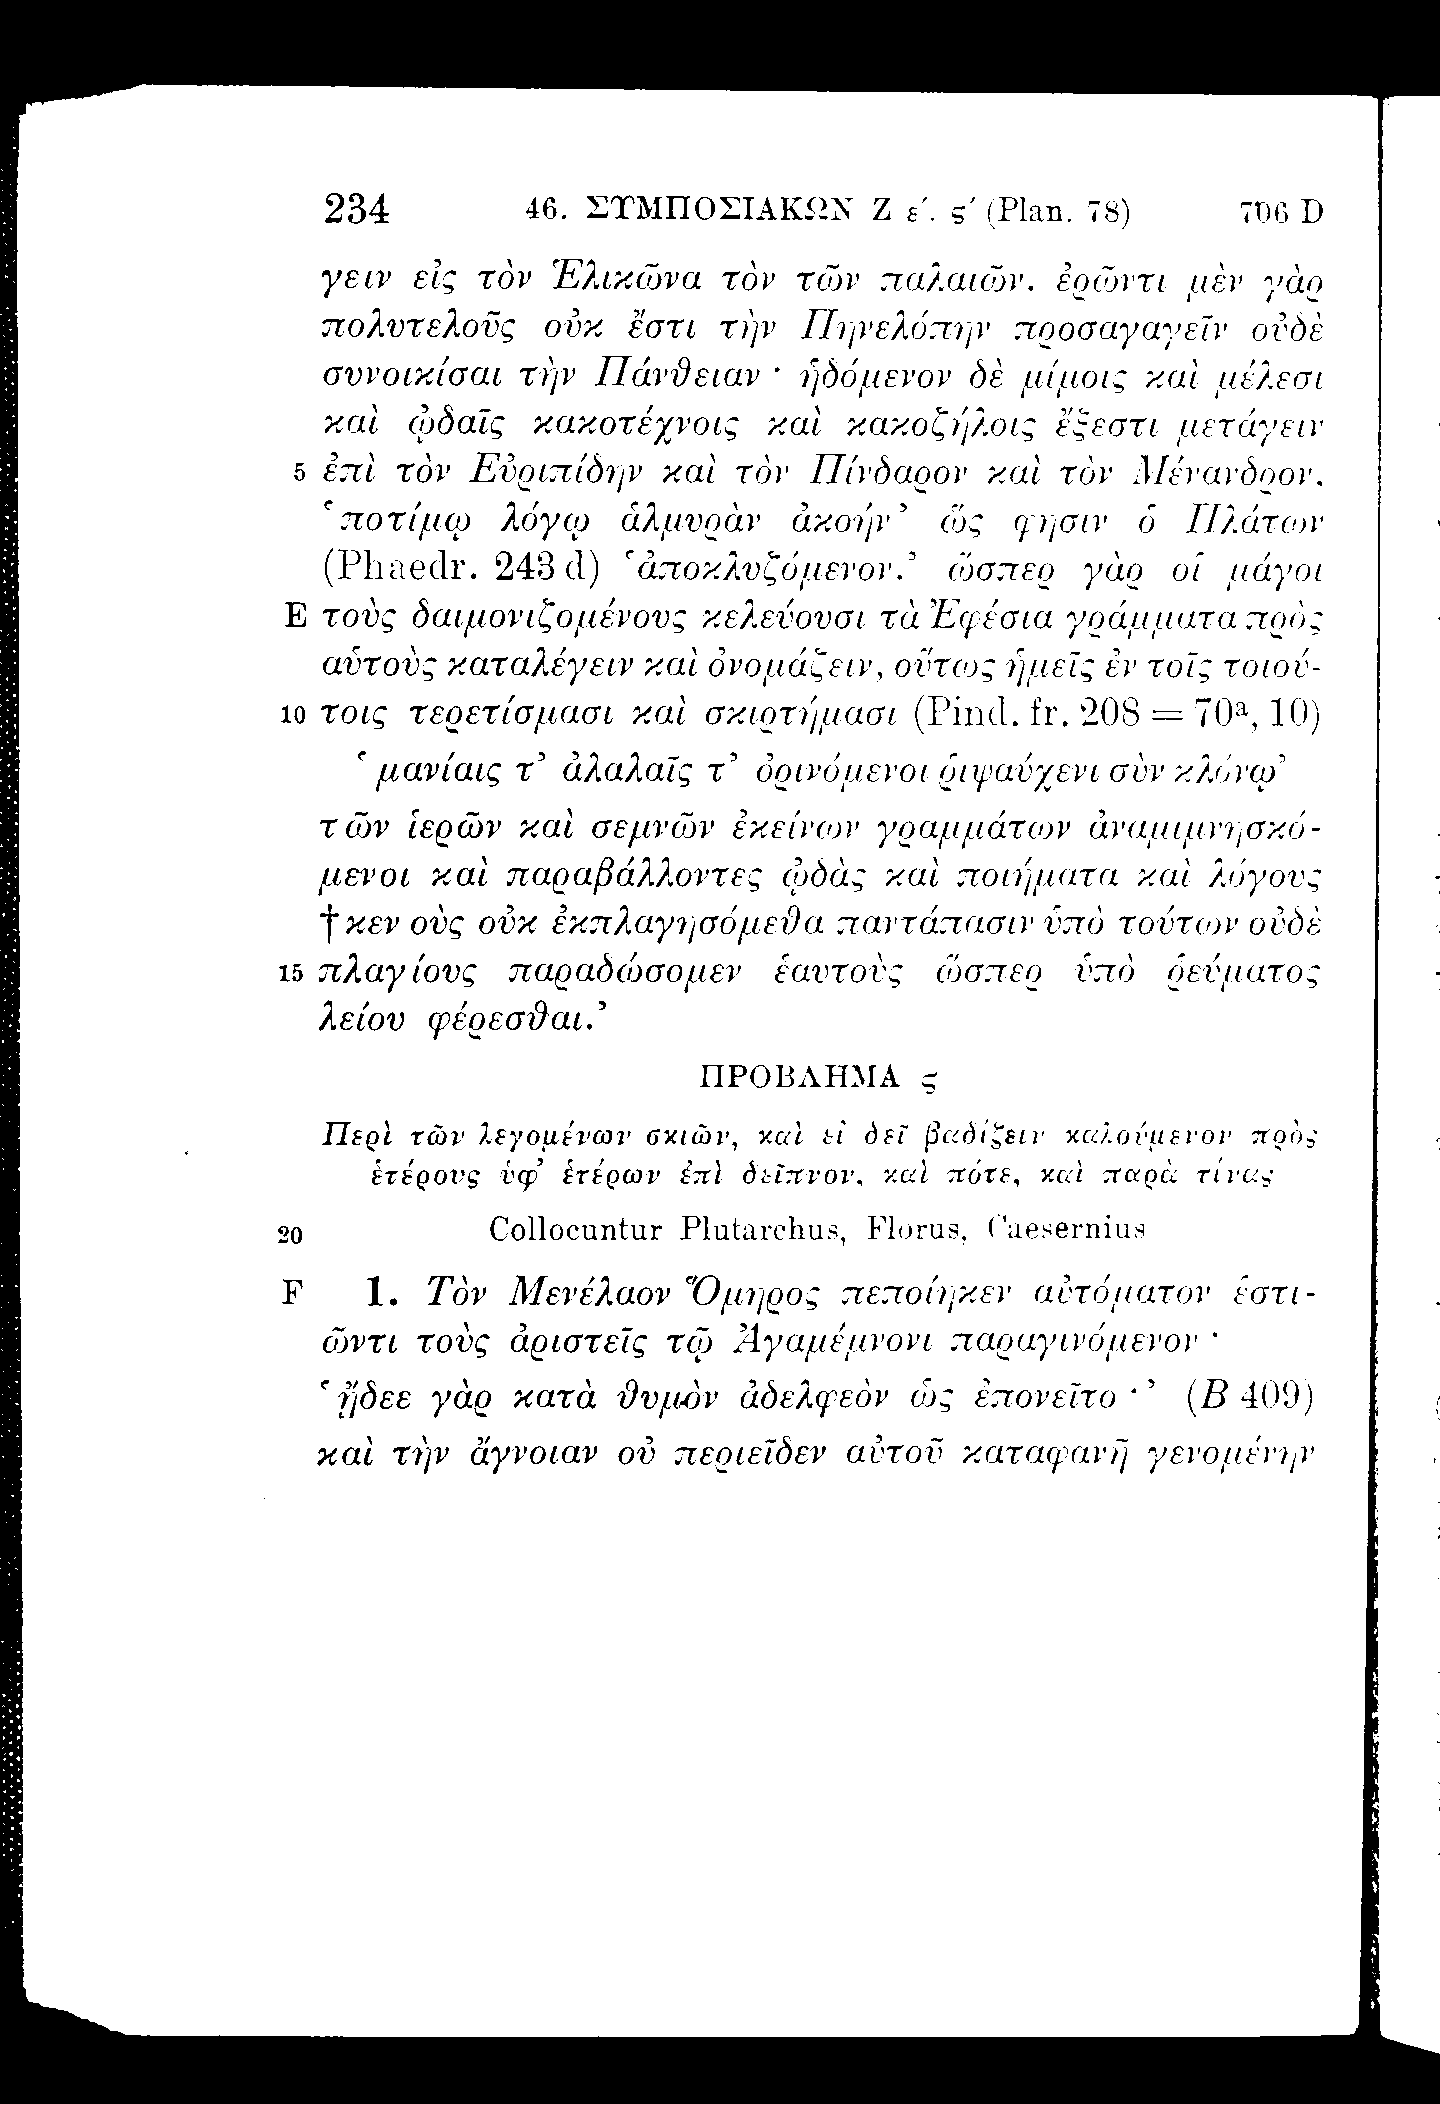 234 46. ΣΥΜΠΟΣΙΑΚΩΝ Ζ ε΄. ς΄ (Plan. 78) 706 D
γειν εἰς τὸν Ἑλικῶνα τὸν τῶν παλαιῶν. ἐρῶντι μὲν γὰρ
πολυτελοῦς οὐκ ἔστι τὴν Πηνελόπην προσαγαγεῖν οὐδὲ
συνοικίσαι τὴν Πάνθειαν · ἡδόμενον δὲ μίμοις καὶ μέλεσι
καὶ ᾠδαῖς κακοτέχνοις καὶ κακοζήλοις ἔξεστι μετάγειν
5 ἐπὶ τὸν Εὐριπίδην καὶ τὸν Πίνδαρον καὶ τὸν Μένανδρον,
‘ποτίμῳ λόγῳ ἁλμυρὰν ἀκοήν’ ὥς φησιν ὁ Πλάτων
(Phaedr. 243 d) ‘ἀποκλυζόμενον.’ ὥσπερ γὰρ οἱ μάγοι
E τοὺς δαιμονιζομένους κελεύουσι τὰ Ἐφέσια γράμματα πρὸς
αὑτοὺς καταλέγειν καὶ ὀνομάζειν, οὕτως ἡμεῖς ἐν τοῖς τοιού-
10 τοις τερετίσμασι καὶ σκιρτήμασι (Pind. fr. 208 = 70ᵃ, 10)
‘μανίαις τ’ ἀλαλαῖς τ’ ὀρινόμενοι ῥιψαύχενι σὺν κλόνῳ’
τῶν ἱερῶν καὶ σεμνῶν ἐκείνων γραμμάτων ἀναμιμνησκό-
μενοι καὶ παραβάλλοντες ᾠδὰς καὶ ποιήματα καὶ λόγους
†κεν οὺς οὐκ ἐκπλαγησόμεθα παντάπασιν ὑπὸ τούτων οὐδὲ
15 πλαγίους παραδώσομεν ἑαυτοὺς ὥσπερ ὑπὸ ῥεύματος
λείου φέρεσθαι.’
ΠΡΟΒΛΗΜΑ ς
Περὶ τῶν λεγομένων σκιῶν, καὶ εἰ δεῖ βαδίζειν καλούμενον πρὸς
ἑτέρους ὑφ’ ἑτέρων ἐπὶ δεῖπνον, καὶ πότε, καὶ παρὰ τίνας
20 Collocuntur Plutarchus, Florus, Caesernius
F 1. Τὸν Μενέλαον Ὅμηρος πεποίηκεν αὐτόματον ἑστι-
ῶντι τοὺς ἀριστεῖς τῷ Ἀγαμέμνονι παραγινόμενον ·
‘ᾔδεε γὰρ κατὰ θυμὸν ἀδελφεὸν ὡς ἐπονεῖτο ·’ (B 409)
καὶ τὴν ἄγνοιαν οὐ περιεῖδεν αὐτοῦ καταφανῆ γενομένην